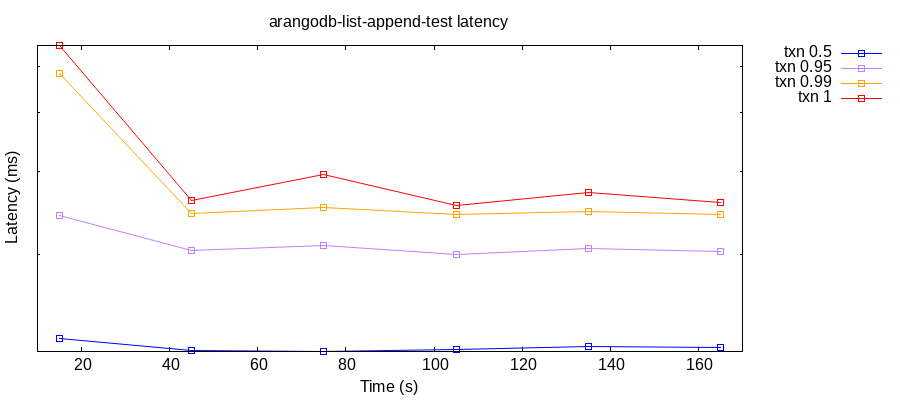 arangodb-list-append-test latency
txn 0.5
txn 0.95
txn 0.99
txn 1
Latency (ms)
20 40 60 80 100 120 140 160
Time (s)